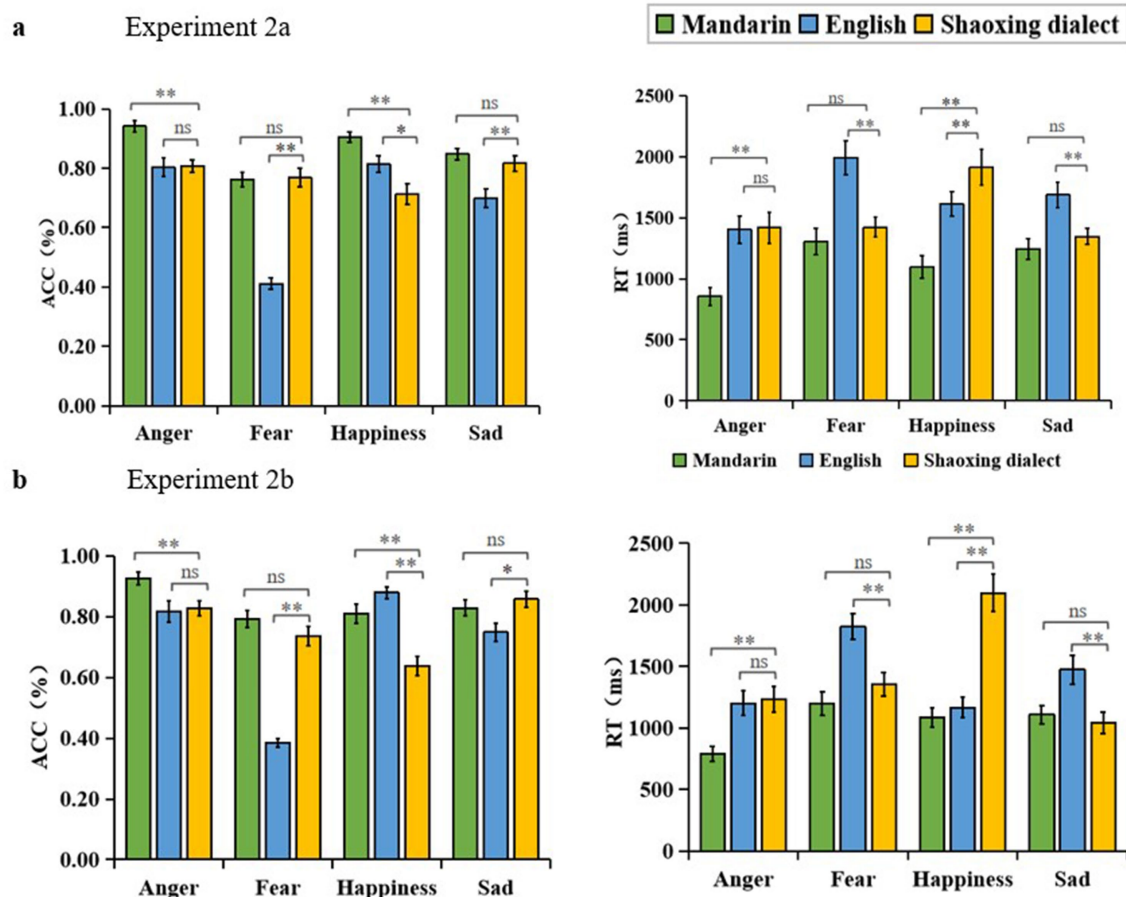 a Experiment 2a
Mandarin English Shaoxing dialect
ACC (%)
1.00
0.80
0.60
0.40
0.20
0.00
** ns ns ** ** * ns **
Anger Fear Happiness Sad
RT (ms)
2500
2000
1500
1000
500
0
** ns ns ** ** ** ns **
Anger Fear Happiness Sad
Mandarin English Shaoxing dialect
b Experiment 2b
ACC (%)
1.00
0.80
0.60
0.40
0.20
0.00
** ns ns ** ** ** ns *
Anger Fear Happiness Sad
RT (ms)
2500
2000
1500
1000
500
0
** ns ns ** ** ** ns **
Anger Fear Happiness Sad